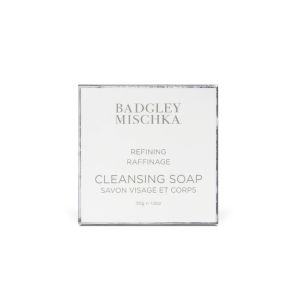 BADGLEY
MISCHKA
REFINING
RAFFINAGE
CLEANSING SOAP
SAVON VISAGE ET CORPS